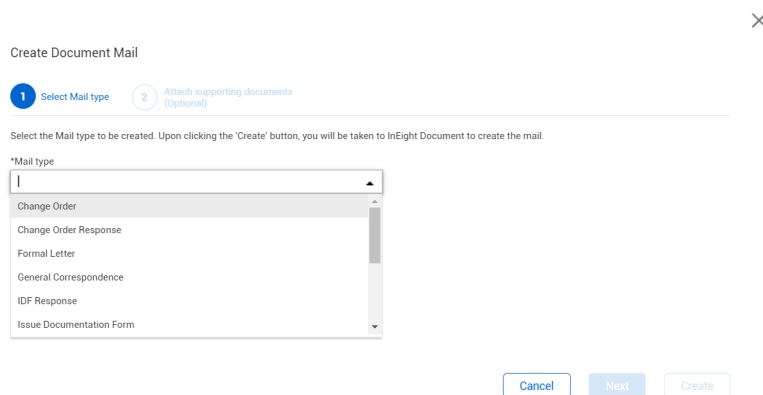 Create Document Mail
1 Select Mail type 2 Attach supporting documents
(Optional)
Select the Mail type to be created. Upon clicking the 'Create' button, you will be taken to InEight Document to create the mail.
*Mail type
Change Order
Change Order Response
Formal Letter
General Correspondence
IDF Response
Issue Documentation Form
Cancel Next Create